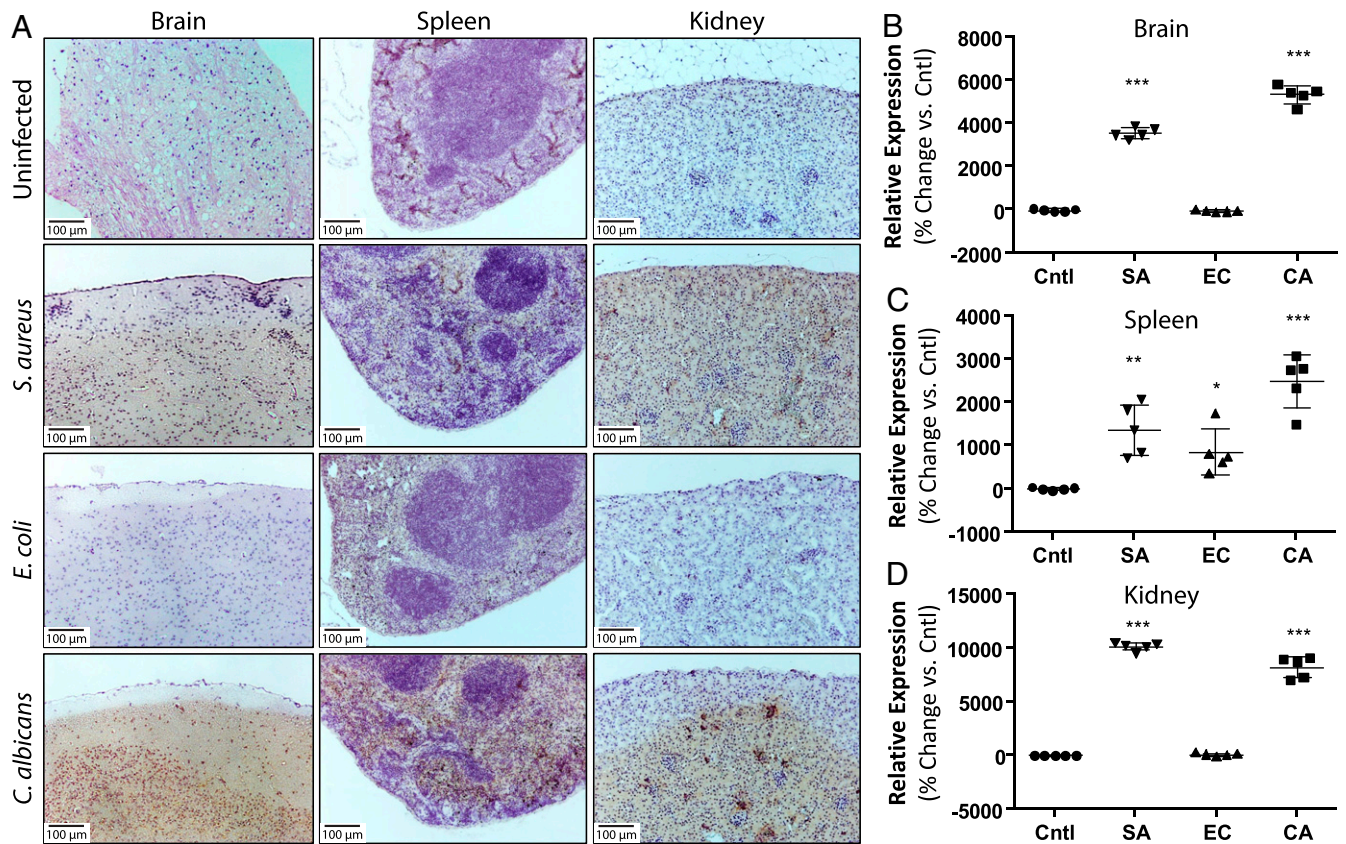 A
Brain Spleen Kidney
Uninfected
100 µm 100 µm 100 µm
S. aureus
100 µm 100 µm 100 µm
E. coli
100 µm 100 µm 100 µm
C. albicans
100 µm 100 µm 100 µm
B
Brain
Relative Expression
(% Change vs. Cntl)
8000
***
6000
***
4000
2000
0
-2000
Cntl SA EC CA
C
Spleen
Relative Expression
(% Change vs. Cntl)
4000
***
3000
**
*
2000
1000
0
-1000
Cntl SA EC CA
D
Kidney
Relative Expression
(% Change vs. Cntl)
15000
***
***
10000
5000
0
-5000
Cntl SA EC CA